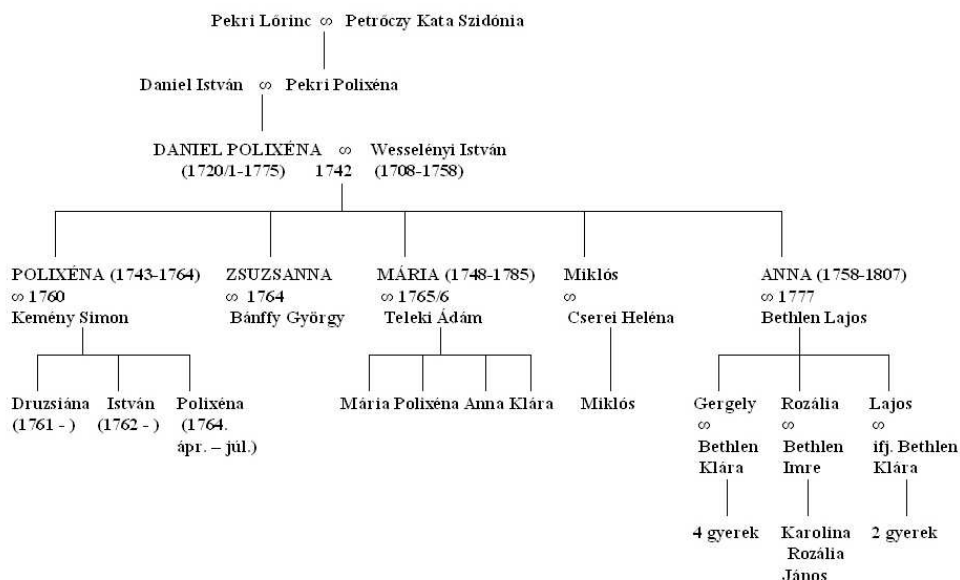 Pekri Lőrinc ∞ Petrőczy Kata Szidónia
Daniel István ∞ Pekri Polixéna
DANIEL POLIXÉNA ∞ Wesselényi István
(1720/1-1775) 1742 (1708-1758)
POLIXÉNA (1743-1764)
∞ 1760
Kemény Simon
ZSUZSANNA
∞ 1764
Bánffy György
MÁRIA (1748-1785)
∞ 1765/6
Teleki Ádám
Miklós
∞
Cserei Heléna
ANNA (1758-1807)
∞ 1777
Bethlen Lajos
Druzsiána
(1761 - )
István
(1762 - )
Polixéna
(1764.
ápr. – júl.)
Mária Polixéna Anna Klára
Miklós
Gergely
∞
Bethlen
Klára
Rozália
∞
Bethlen
Imre
Lajos
∞
ifj. Bethlen
Klára
4 gyerek
Karolina
Rozália
János
2 gyerek